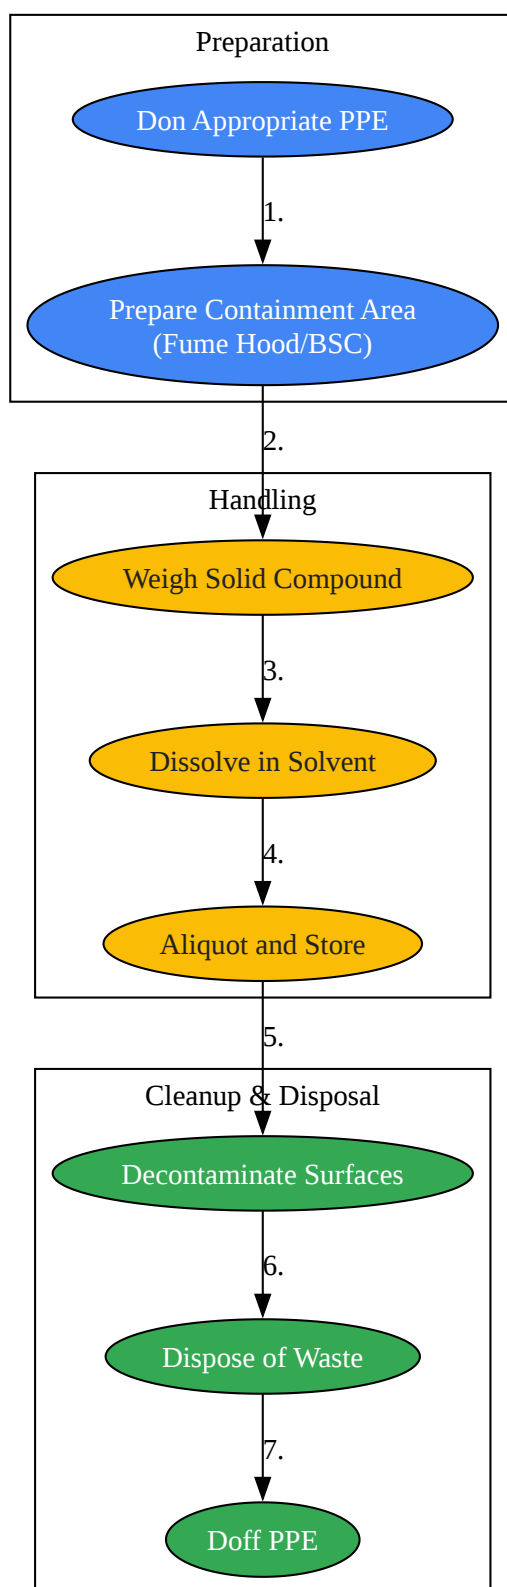 Preparation
Don Appropriate PPE
1.
Prepare Containment Area
(Fume Hood/BSC)
2.
Handling
Weigh Solid Compound
3.
Dissolve in Solvent
4.
Aliquot and Store
5.
Cleanup & Disposal
Decontaminate Surfaces
6.
Dispose of Waste
7.
Doff PPE